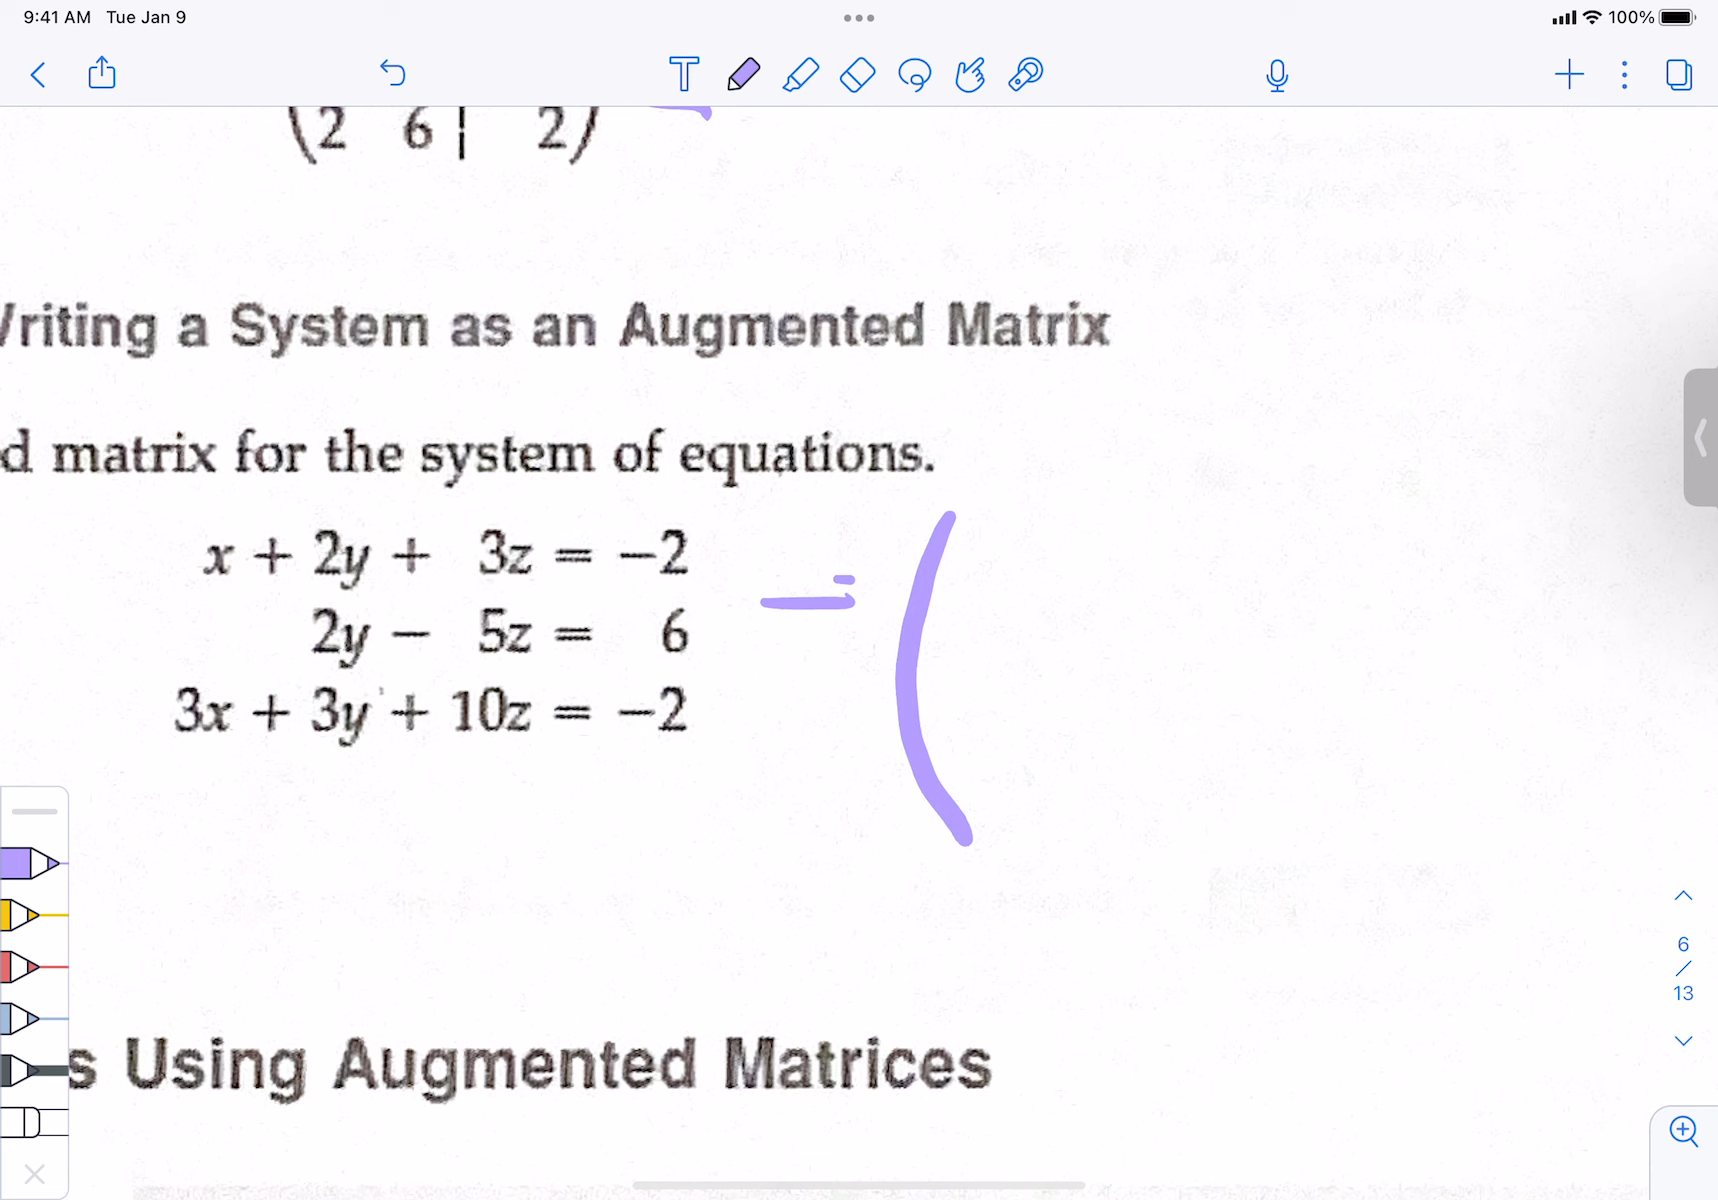 9:41 AM Tue Jan 9
100%
(2 6 | 2)
Writing a System as an Augmented Matrix
d matrix for the system of equations.
x + 2y + 3z = −2
2y − 5z = 6
3x + 3y + 10z = −2
= (
s Using Augmented Matrices
6
/
13